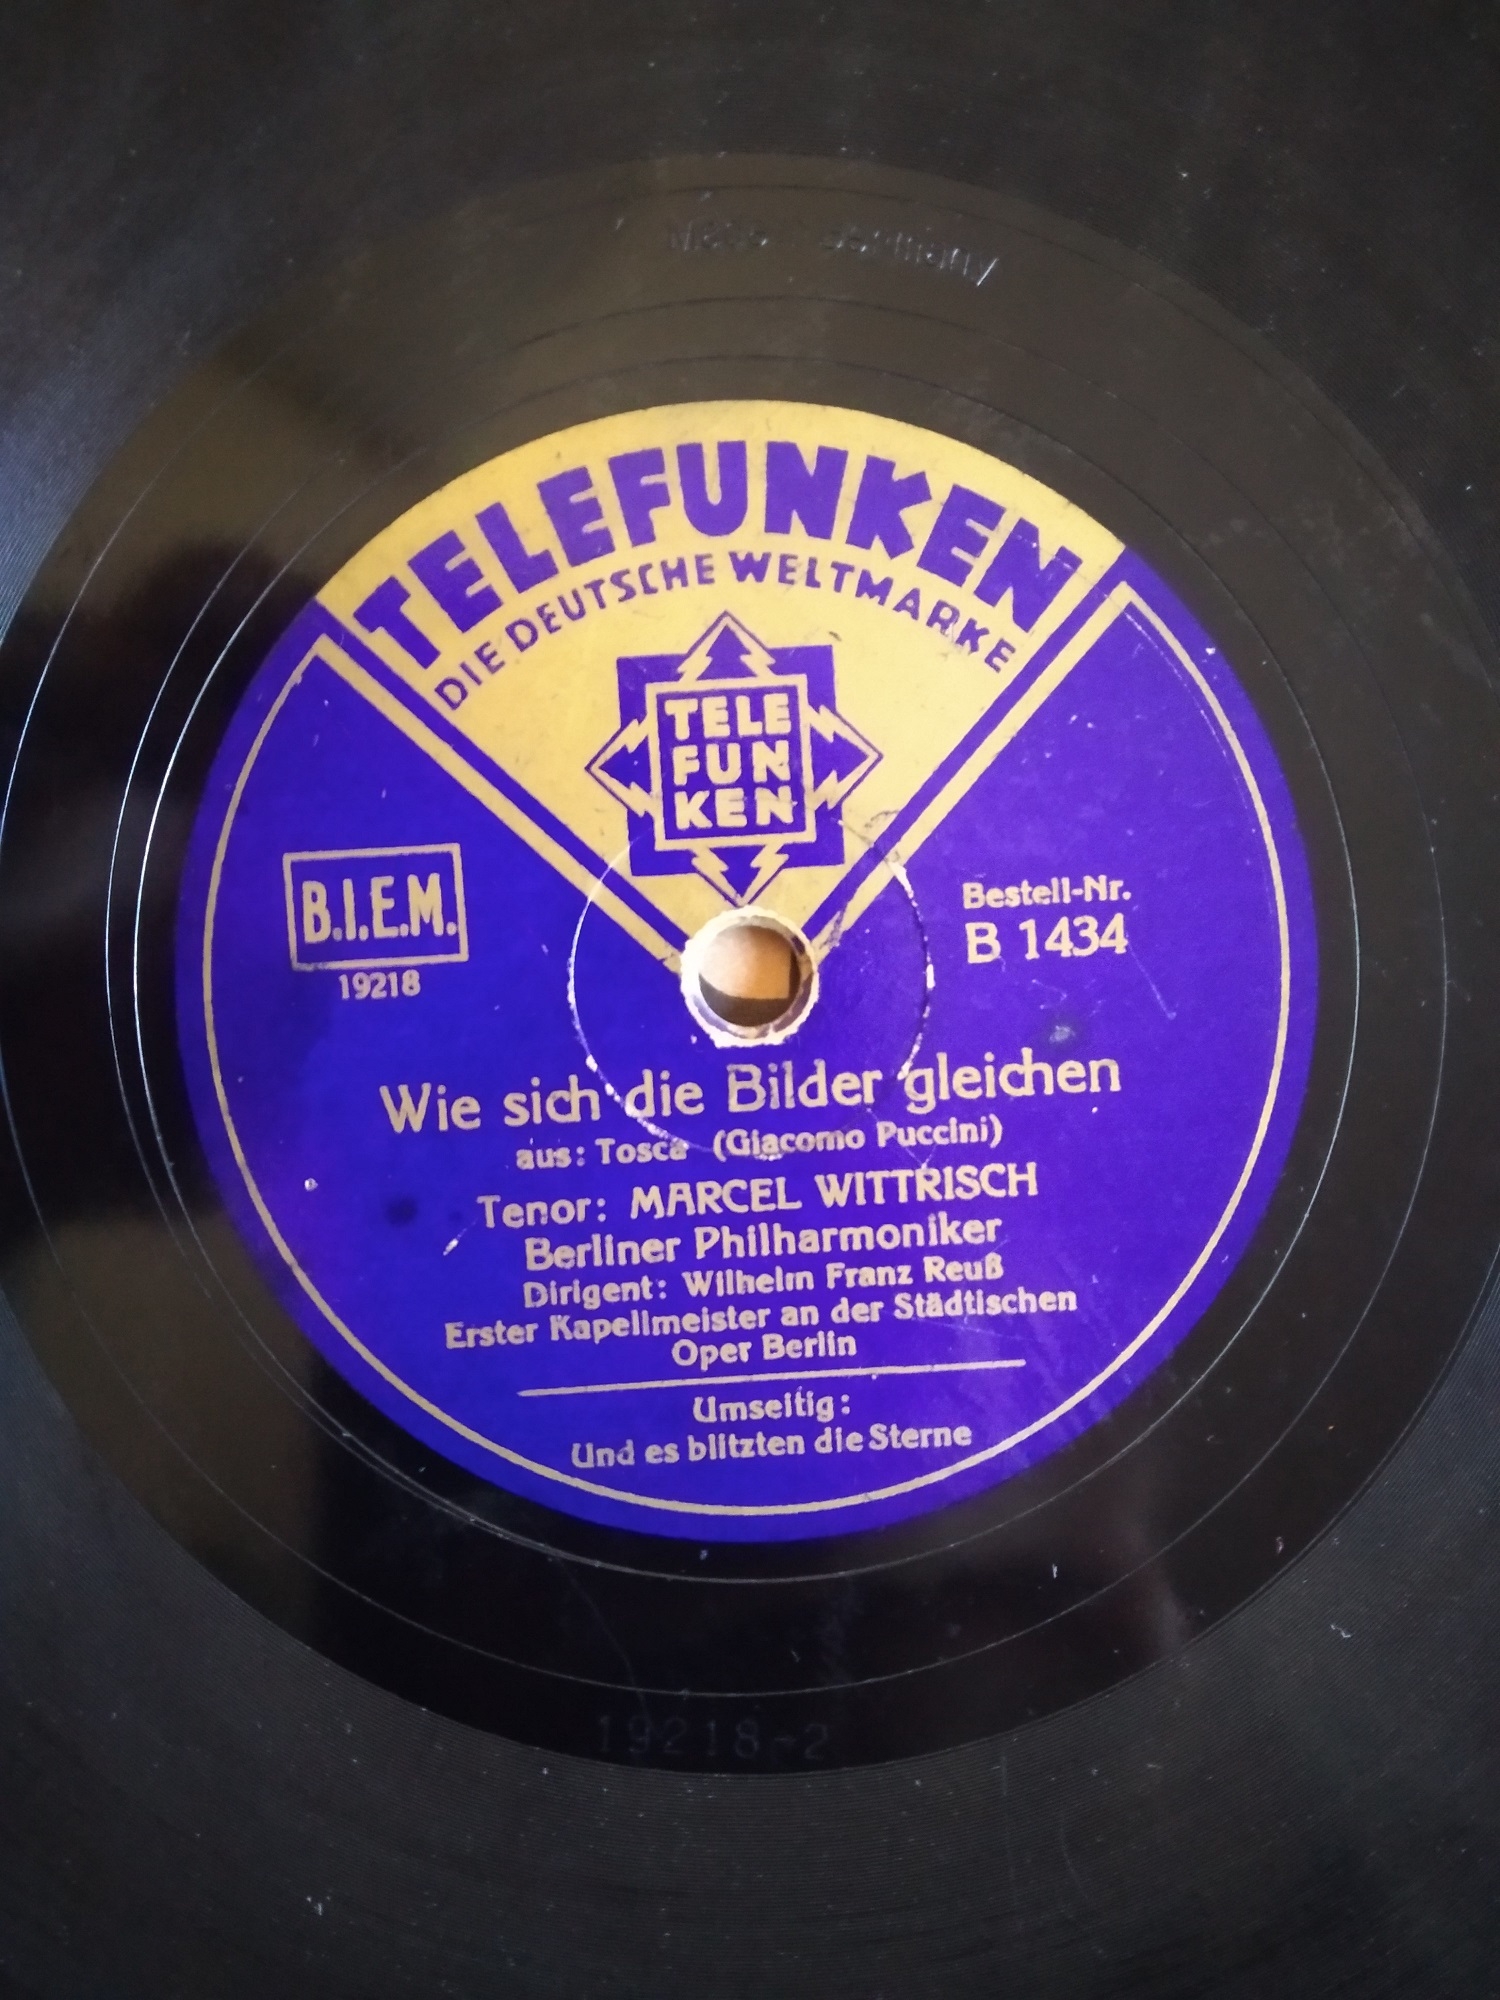 Made Germany
TELEFUNKEN
DIE DEUTSCHE WELTMARKE
TELE
FUN
KEN
B.I.E.M.
19218
Bestell-Nr.
B 1434
Wie sich die Bilder gleichen
aus: Tosca (Giacomo Puccini)
Tenor: MARCEL WITTRISCH
Berliner Philharmoniker
Dirigent: Wilhelm Franz Reuß
Erster Kapellmeister an der Städtischen
Oper Berlin
Umseitig:
Und es blitzten die Sterne
19218-2